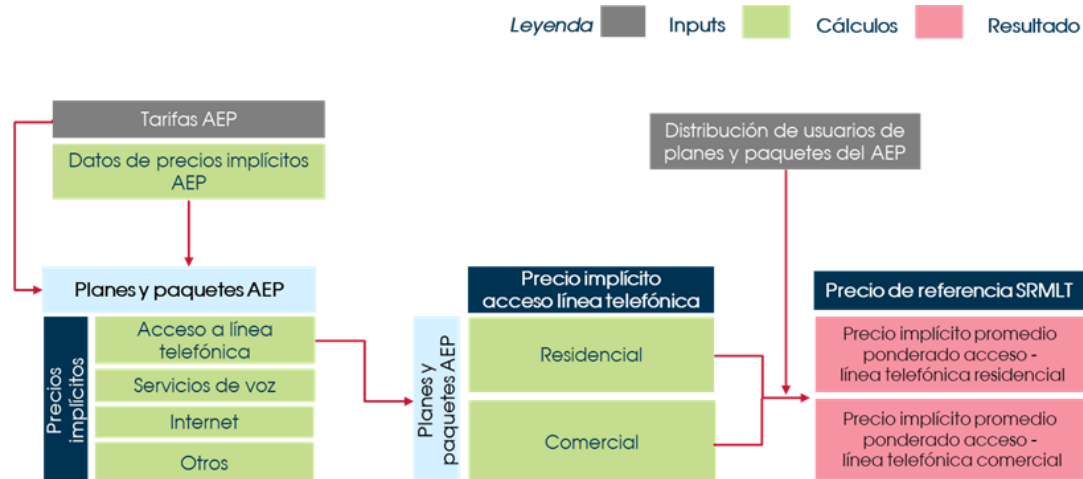 Leyenda
Inputs
Cálculos
Resultado
Tarifas AEP
Datos de precios implícitos
AEP
Distribución de usuarios de
planes y paquetes del AEP
Planes y paquetes AEP
Precios
implícitos
Acceso a línea
telefónica
Servicios de voz
Internet
Otros
Planes y
paquetes AEP
Precio implícito
acceso línea telefónica
Residencial
Comercial
Precio de referencia SRMLT
Precio implícito promedio
ponderado acceso -
línea telefónica residencial
Precio implícito promedio
ponderado acceso -
línea telefónica comercial